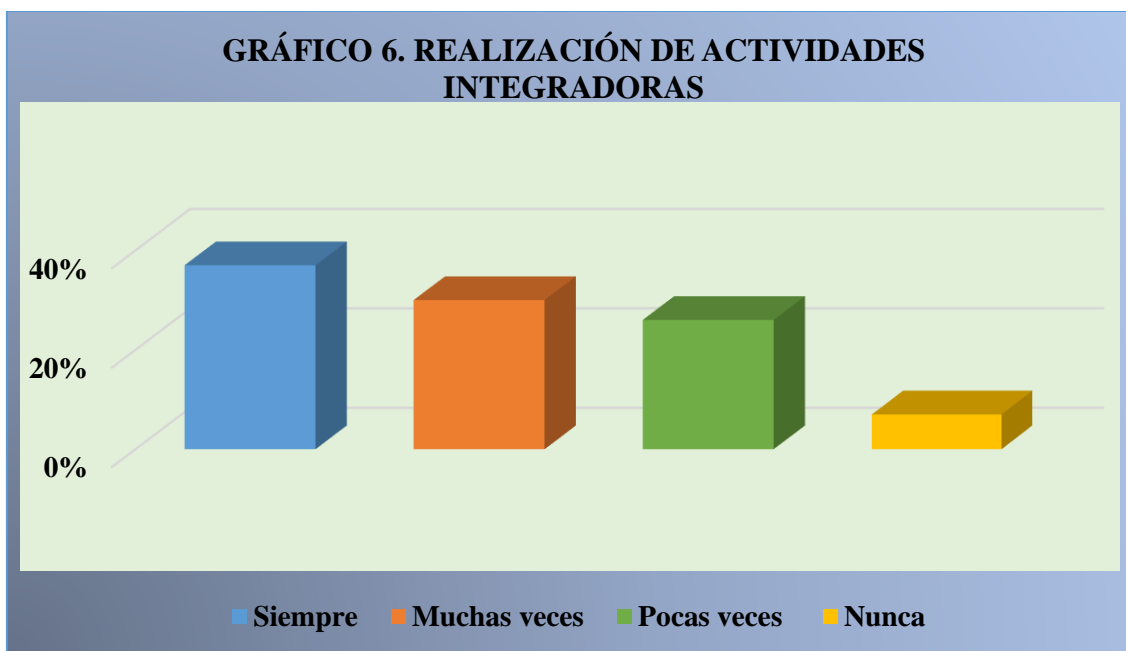 GRÁFICO 6. REALIZACIÓN DE ACTIVIDADES
INTEGRADORAS
40%
20%
0%
Siempre Muchas veces Pocas veces Nunca